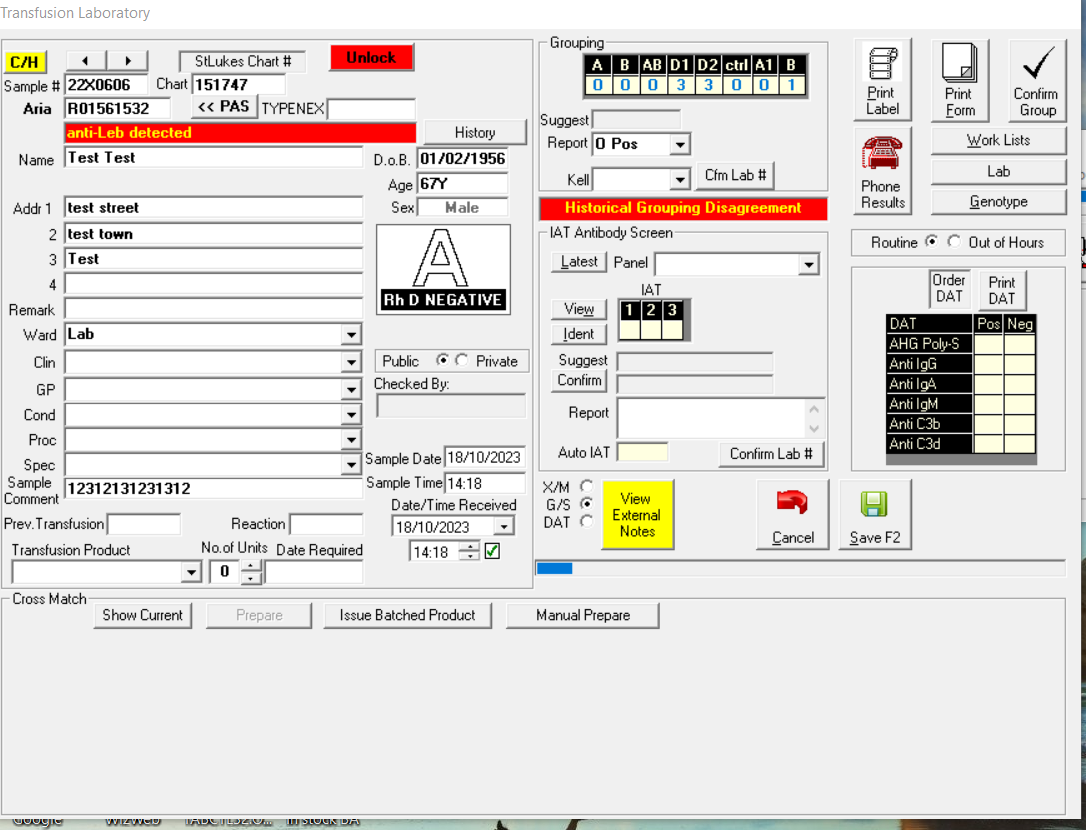 Transfusion Laboratory
C/H
StLukes Chart #
Unlock
Sample # 22X0606 Chart 151747
Aria R01561532 << PAS TYPENEX
anti-Leb detected History
Name Test Test D.o.B. 01/02/1956
Age 67Y
Addr 1 test street Sex Male
2 test town
3 Test
4
A
Rh D NEGATIVE
Remark
Ward Lab
Clin Public Private
GP Checked By:
Cond
Proc
Spec Sample Date 18/10/2023
Sample Comment 12312131231312 Sample Time 14:18
Date/Time Received
Prev.Transfusion Reaction 18/10/2023
Transfusion Product No.of Units Date Required 14:18
0
Grouping
A B AB D1 D2 ctrl A1 B
0 0 0 3 3 0 0 1
Suggest
Report O Pos
Kell Cfm Lab #
Historical Grouping Disagreement
IAT Antibody Screen
Latest Panel
IAT
View 1 2 3
Ident
Suggest
Confirm
Report
Auto IAT Confirm Lab #
X/M
G/S
DAT
View
External
Notes
Cancel
Save F2
Print
Label
Print
Form
Confirm
Group
Phone
Results
Work Lists
Lab
Genotype
Routine Out of Hours
Order
DAT
Print
DAT
DAT Pos Neg
AHG Poly-S
Anti IgG
Anti IgA
Anti IgM
Anti C3b
Anti C3d
Cross Match
Show Current Prepare Issue Batched Product Manual Prepare
Google WizWeb In stock BA